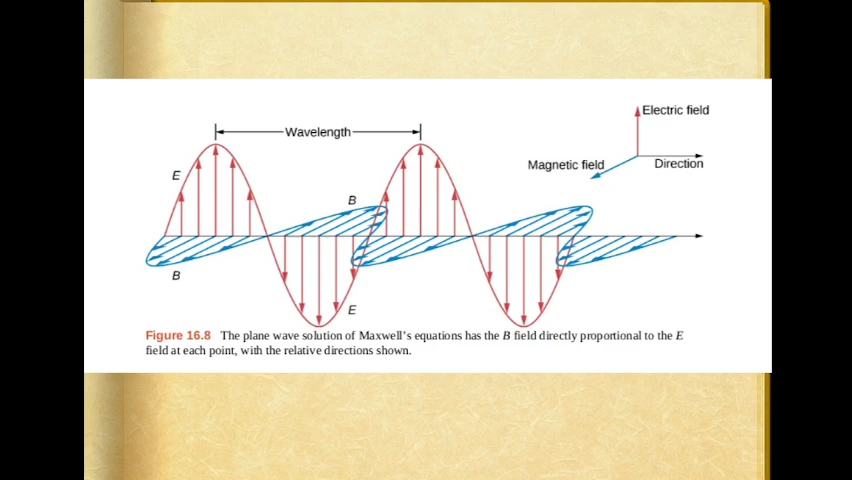 Wavelength
Electric field
Magnetic field
Direction
E
B
B
E
Figure 16.8 The plane wave solution of Maxwell's equations has the B field directly proportional to the E
field at each point, with the relative directions shown.